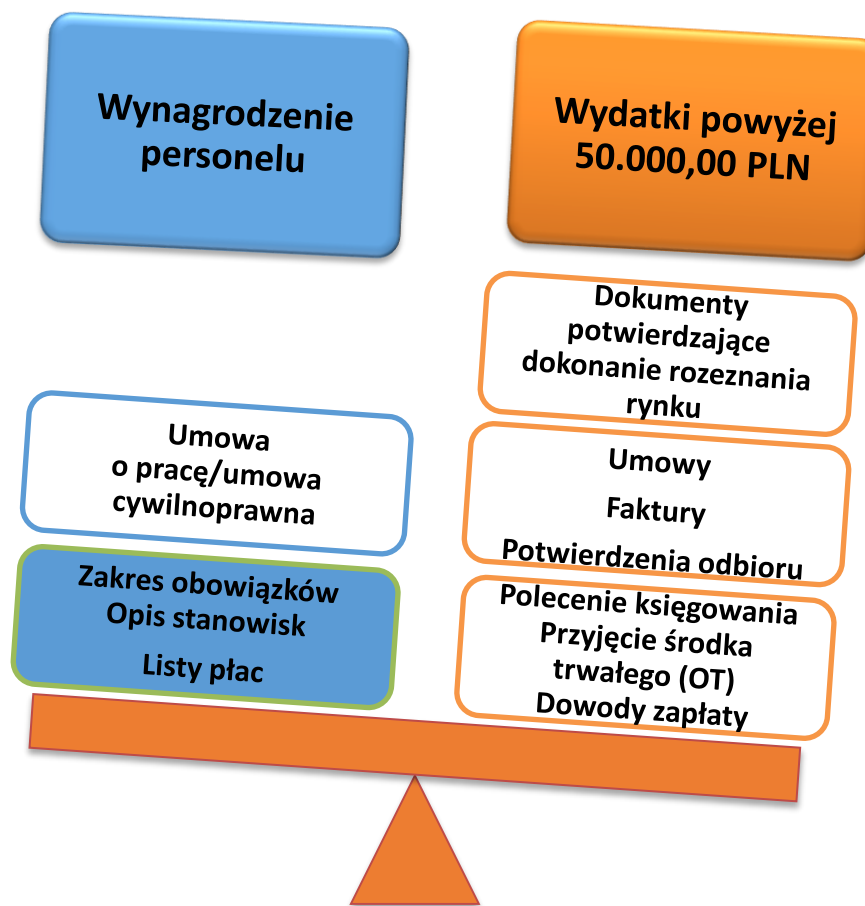 Wynagrodzenie
personelu
Umowa
o pracę/umowa
cywilnoprawna
Zakres obowiązków
Opis stanowisk
Listy płac
Wydatki powyżej
50.000,00 PLN
Dokumenty
potwierdzające
dokonanie rozeznania
rynku
Umowy
Faktury
Potwierdzenia odbioru
Polecenie księgowania
Przyjęcie środka
trwałego (OT)
Dowody zapłaty